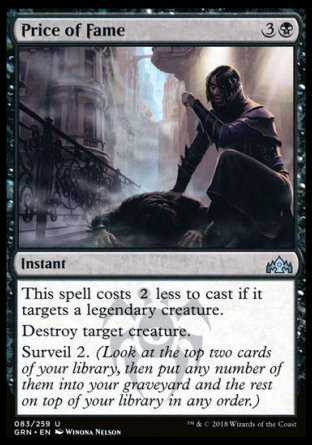 Price of Fame 3
Instant
This spell costs 2 less to cast if it
targets a legendary creature.
Destroy target creature.
Surveil 2. (Look at the top two cards
of your library, then put any number of
them into your graveyard and the rest
on top of your library in any order.)
083/259 U
GRN • EN Winona Nelson
™ & © 2018 Wizards of the Coast